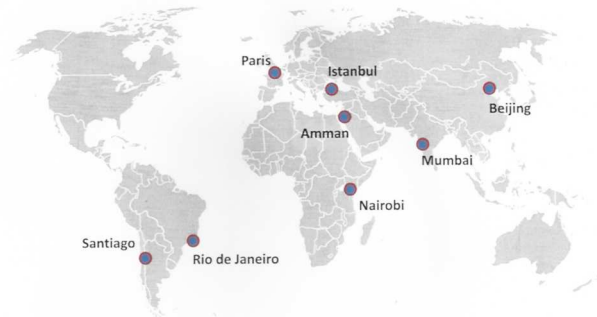 Paris
Istanbul
Beijing
Amman
Mumbai
Nairobi
Santiago
Rio de Janeiro